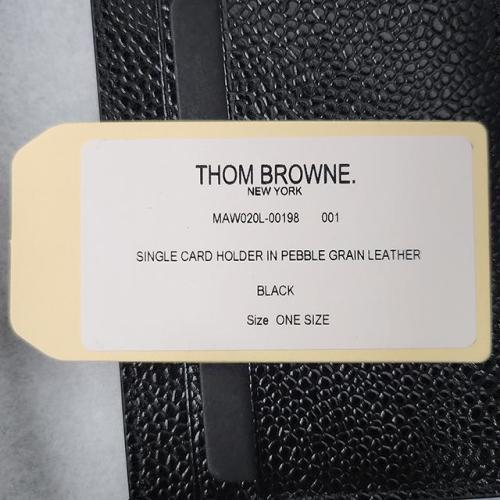 THOM BROWNE.
NEW YORK
MAW020L-00198 001
SINGLE CARD HOLDER IN PEBBLE GRAIN LEATHER
BLACK
Size ONE SIZE